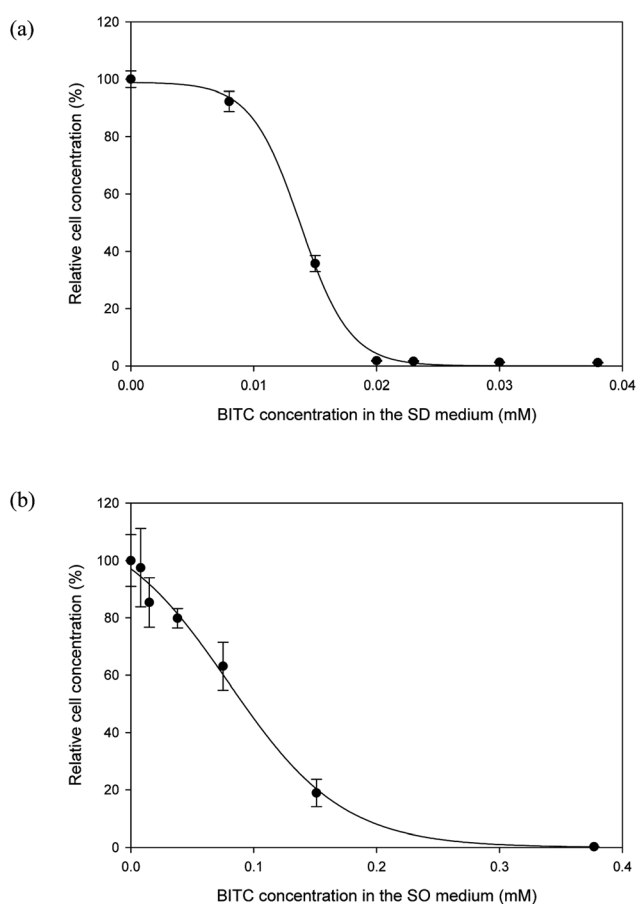 (a)
120
100
80
60
40
20
0
Relative cell concentration (%)
0.00 0.01 0.02 0.03 0.04
BITC concentration in the SD medium (mM)
(b)
120
100
80
60
40
20
0
Relative cell concentration (%)
0.0 0.1 0.2 0.3 0.4
BITC concentration in the SO medium (mM)